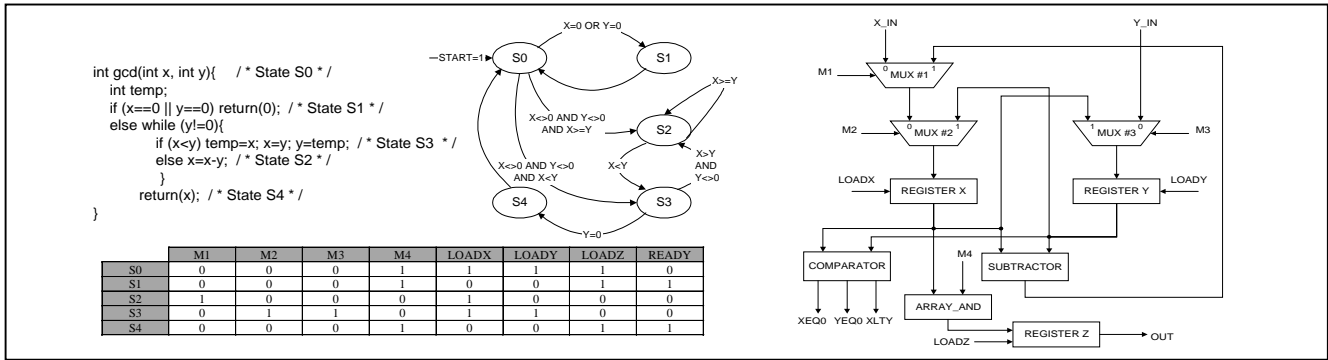 int gcd(int x, int y){ / * State S0 * /
int temp;
if (x==0 || y==0) return(0); / * State S1 * /
else while (y!=0){
if (x<y) temp=x; x=y; y=temp; / * State S3 * /
else x=x-y; / * State S2 * /
}
return(x); / * State S4 * /
}
START=1
X=0 OR Y=0
S0
S1
X>=Y
X<>0 AND Y<>0
AND X>=Y
S2
X<>0 AND Y<>0
AND X<Y
X<Y
X>Y
AND
Y<>0
S4
S3
Y=0
M1 M2 M3 M4 LOADX LOADY LOADZ READY
S0 0 0 0 1 1 1 1 0
S1 0 0 0 1 0 0 1 1
S2 1 0 0 0 1 0 0 0
S3 0 1 1 0 1 1 0 0
S4 0 0 0 1 0 0 1 1
X_IN
Y_IN
0 1
M1
MUX #1
0 1
M2
MUX #2
1 0
MUX #3
M3
LOADX
REGISTER X
REGISTER Y
LOADY
COMPARATOR
M4
SUBTRACTOR
ARRAY_AND
XEQ0 YEQ0 XLTY
REGISTER Z
OUT
LOADZ